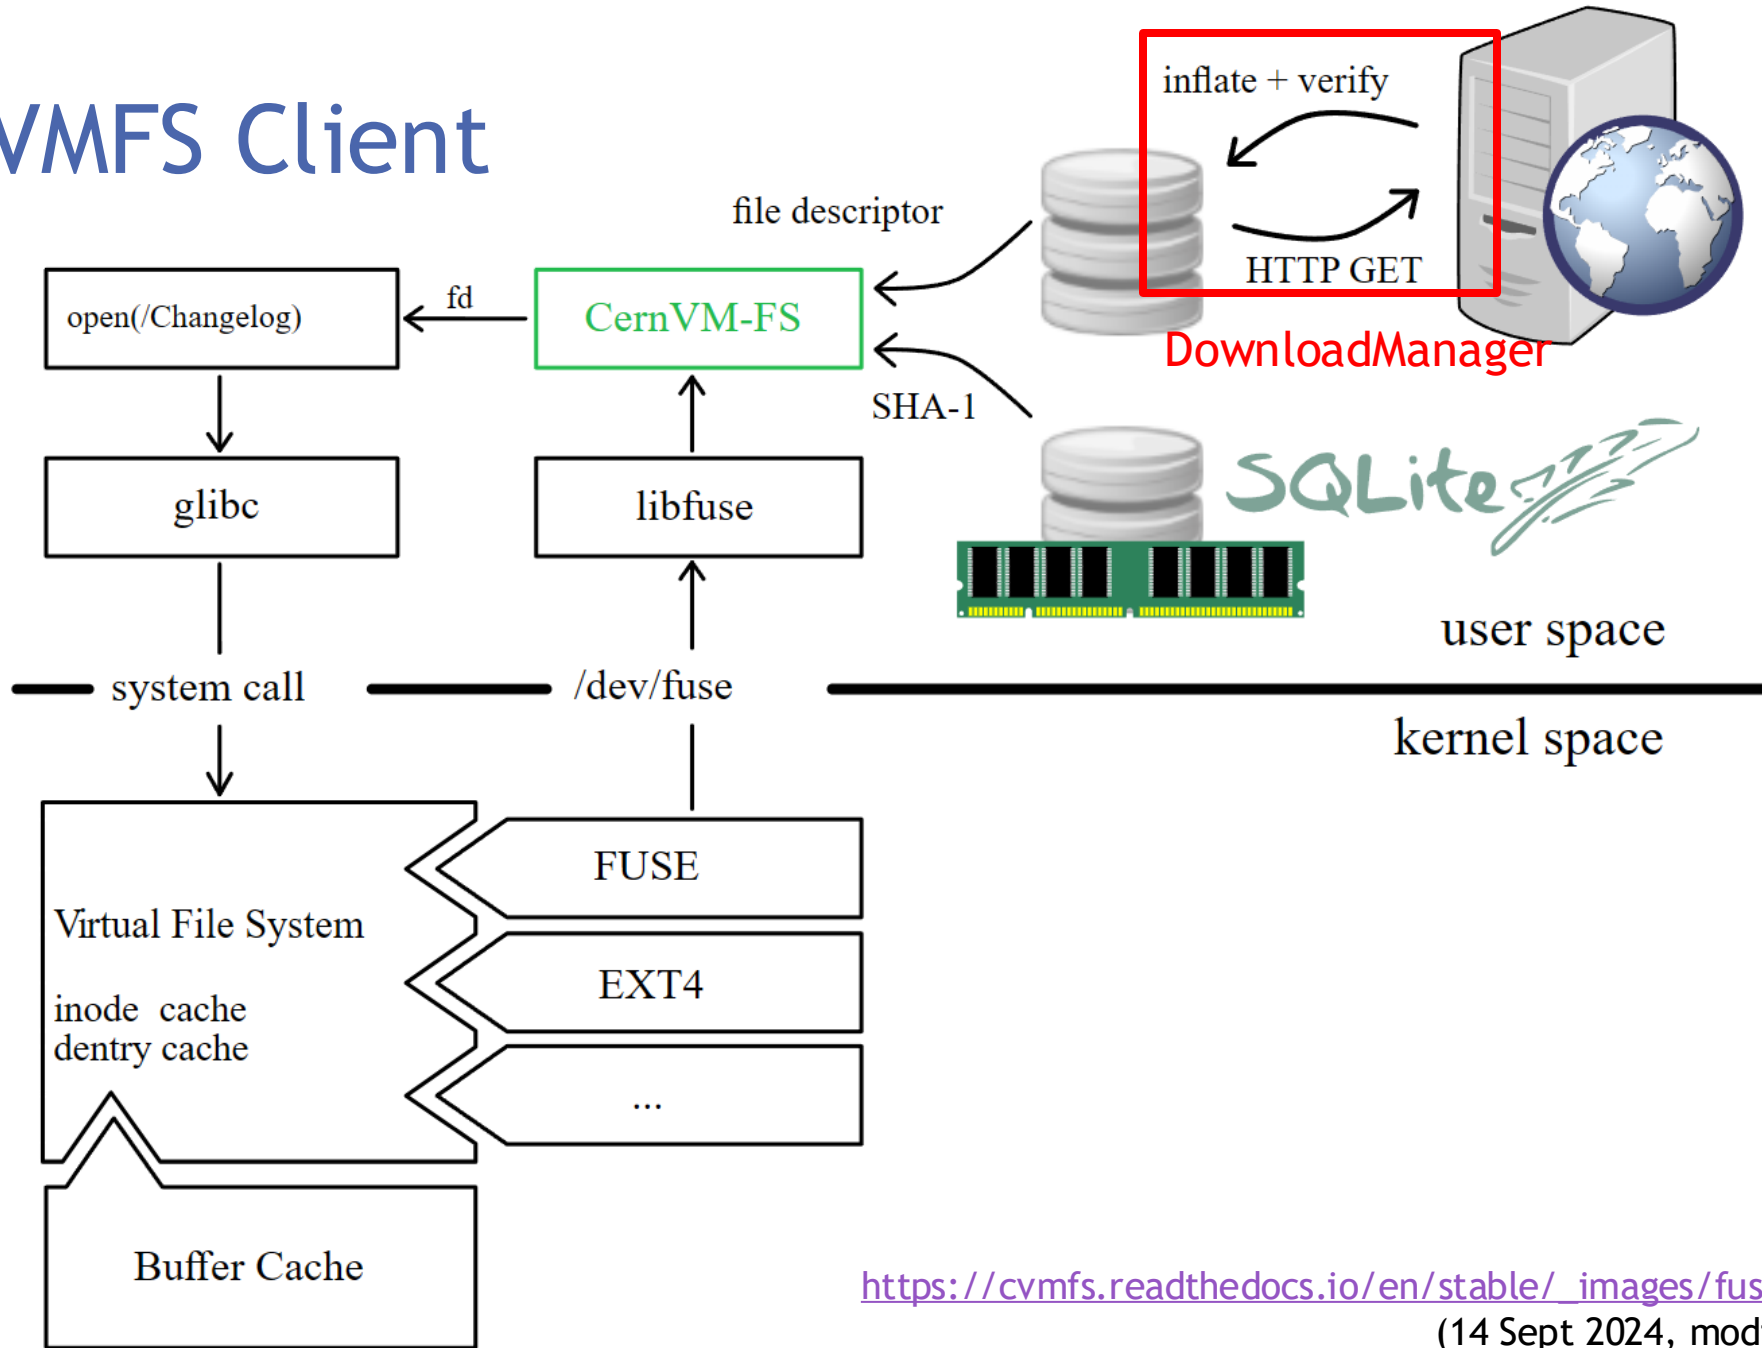 VMFS Client
inflate + verify
file descriptor
HTTP GET
open(/Changelog)
fd
CernVM-FS
DownloadManager
SHA-1
glibc
libfuse
SQLite
user space
system call
/dev/fuse
kernel space
FUSE
Virtual File System
EXT4
inode cache
dentry cache
...
Buffer Cache
https://cvmfs.readthedocs.io/en/stable/_images/fus
(14 Sept 2024, mod